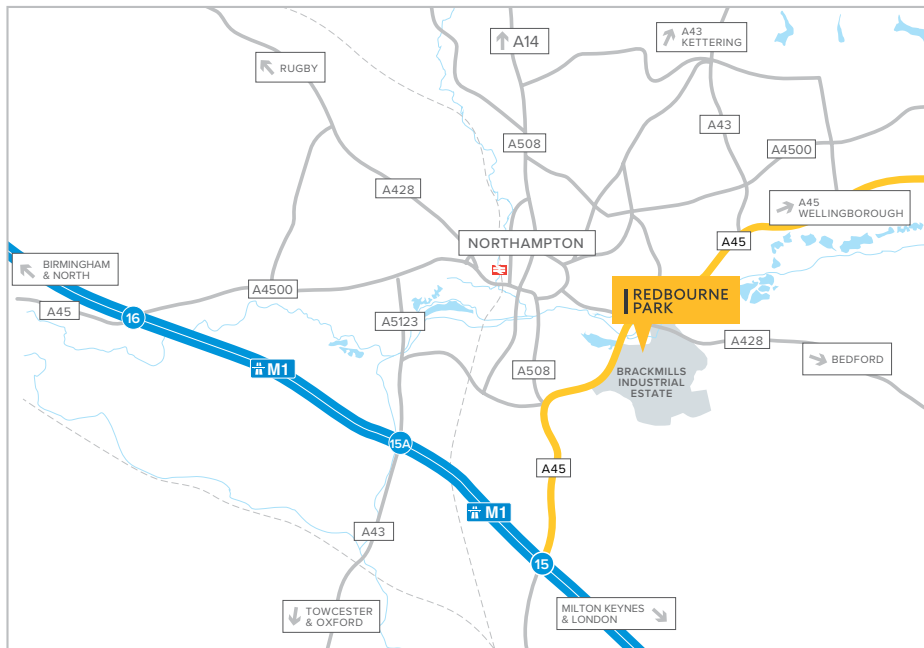 A14
A43
KETTERING
RUGBY
A43
A508
A4500
A428
A45
WELLINGBOROUGH
NORTHAMPTON
A45
BIRMINGHAM
& NORTH
A4500
REDBOURNE
PARK
A45
16
A5123
A428
BEDFORD
M1
A508
BRACKMILLS
INDUSTRIAL
ESTATE
15A
A45
M1
A43
15
TOWCESTER
& OXFORD
MILTON KEYNES
& LONDON